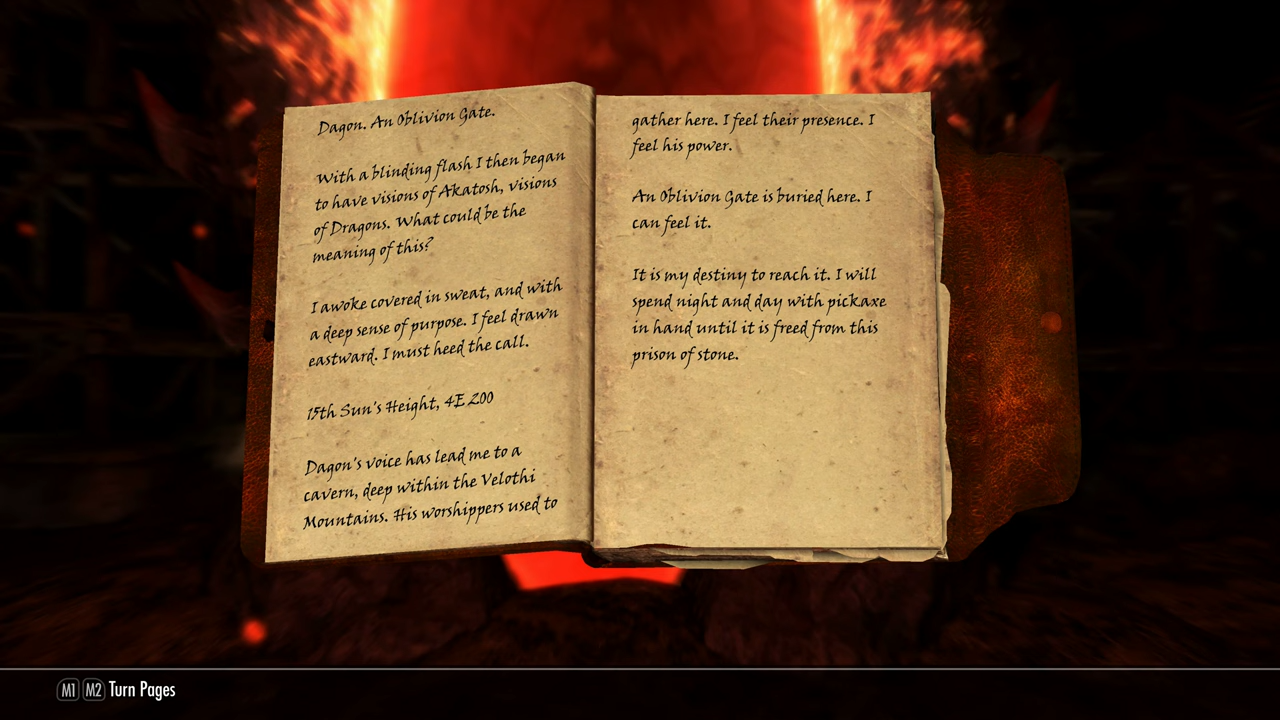 Dagon. An Oblivion Gate.
With a blinding flash I then began
to have visions of Akatosh, visions
of Dragons. What could be the
meaning of this?
I awoke covered in sweat, and with
a deep sense of purpose. I feel drawn
eastward. I must heed the call.
15th Sun's Height, 4E 200
Dagon's voice has lead me to a
cavern, deep within the Velothi
Mountains. His worshippers used to
gather here. I feel their presence. I
feel his power.
An Oblivion Gate is buried here. I
can feel it.
It is my destiny to reach it. I will
spend night and day with pickaxe
in hand until it is freed from this
prison of stone.
M1 M2 Turn Pages